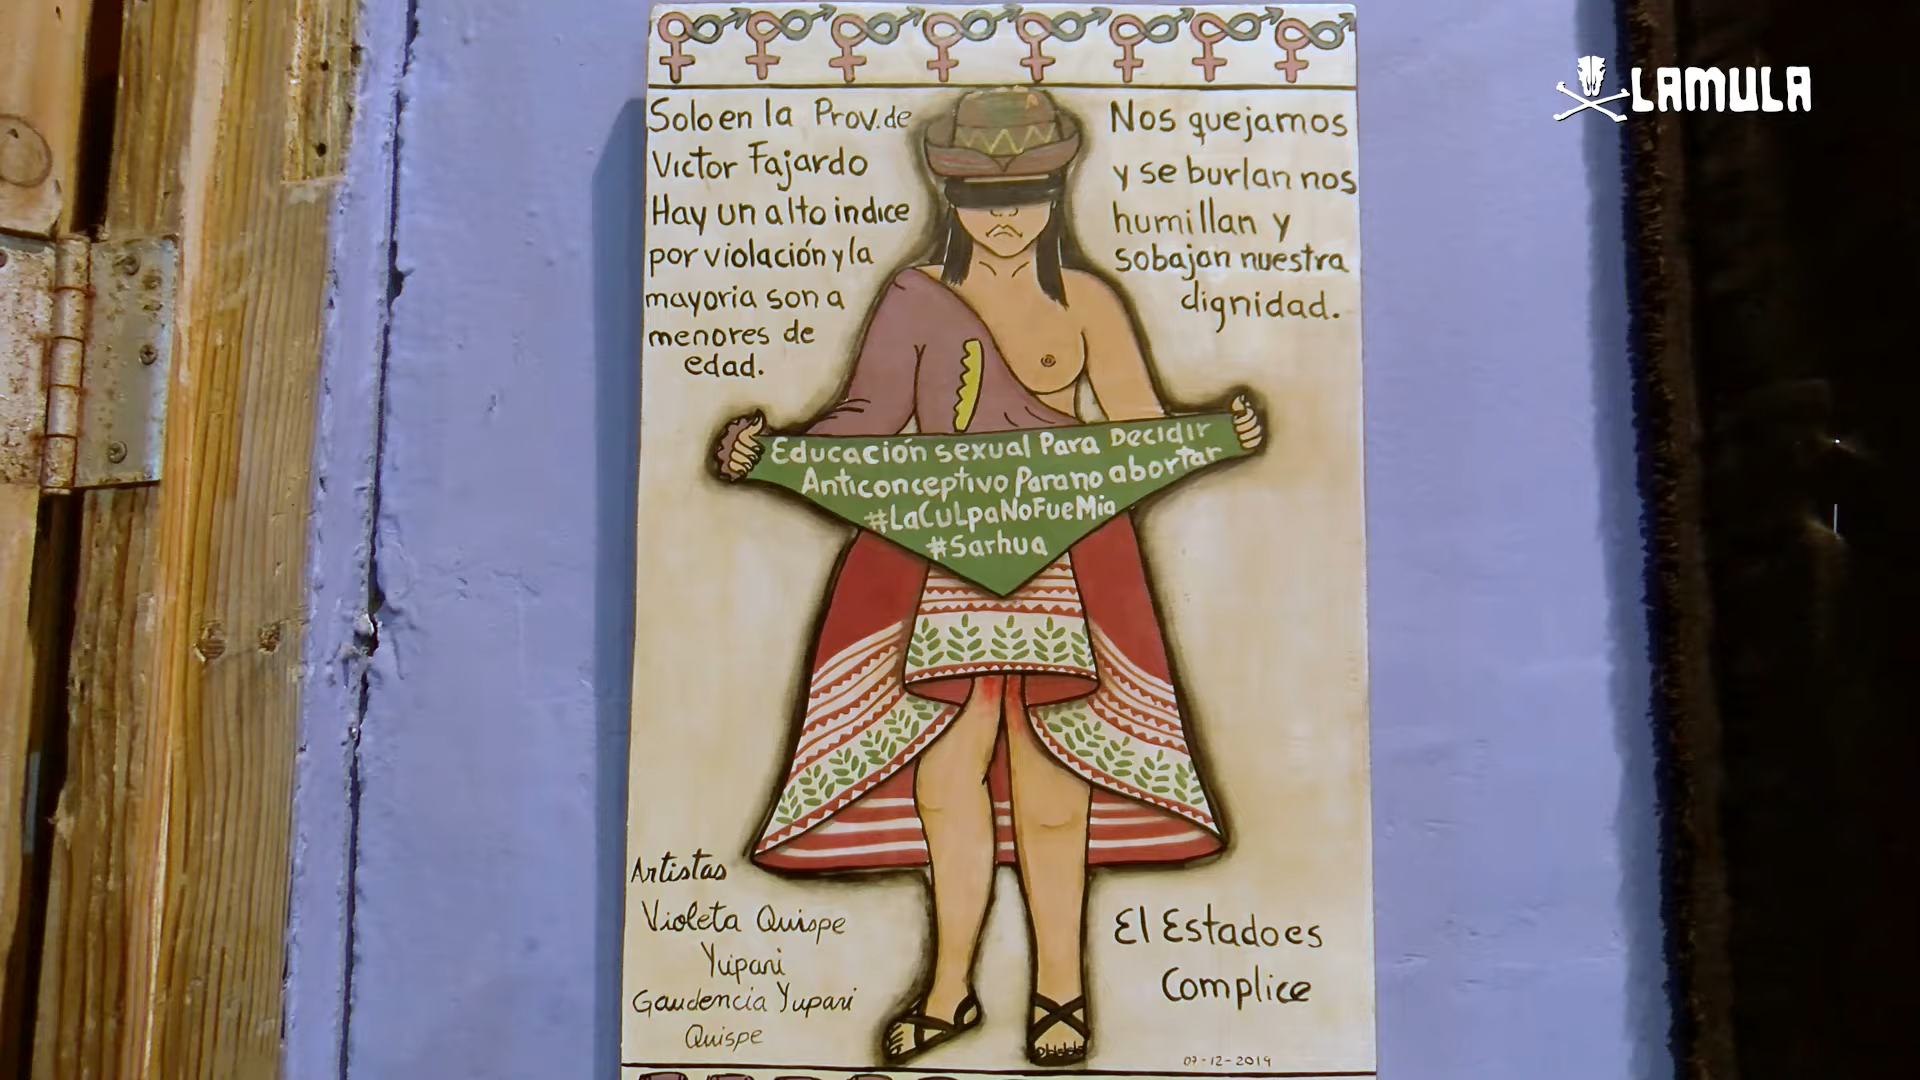 Solo en la Prov. de
Victor Fajardo
Hay un alto indice
por violación y la
mayoria son a
menores de
edad.
Nos quejamos
y se burlan nos
humillan y
sobajan nuestra
dignidad.
LAMULA
Educación sexual Para Decidir
Anticonceptivo Para no abortar
#LaCuLpaNoFueMia
#Sarhua
Artistas
Violeta Quispe
Yupari
Gaudencia Yupari
Quispe
El Estado es
Complice
07-12-2019